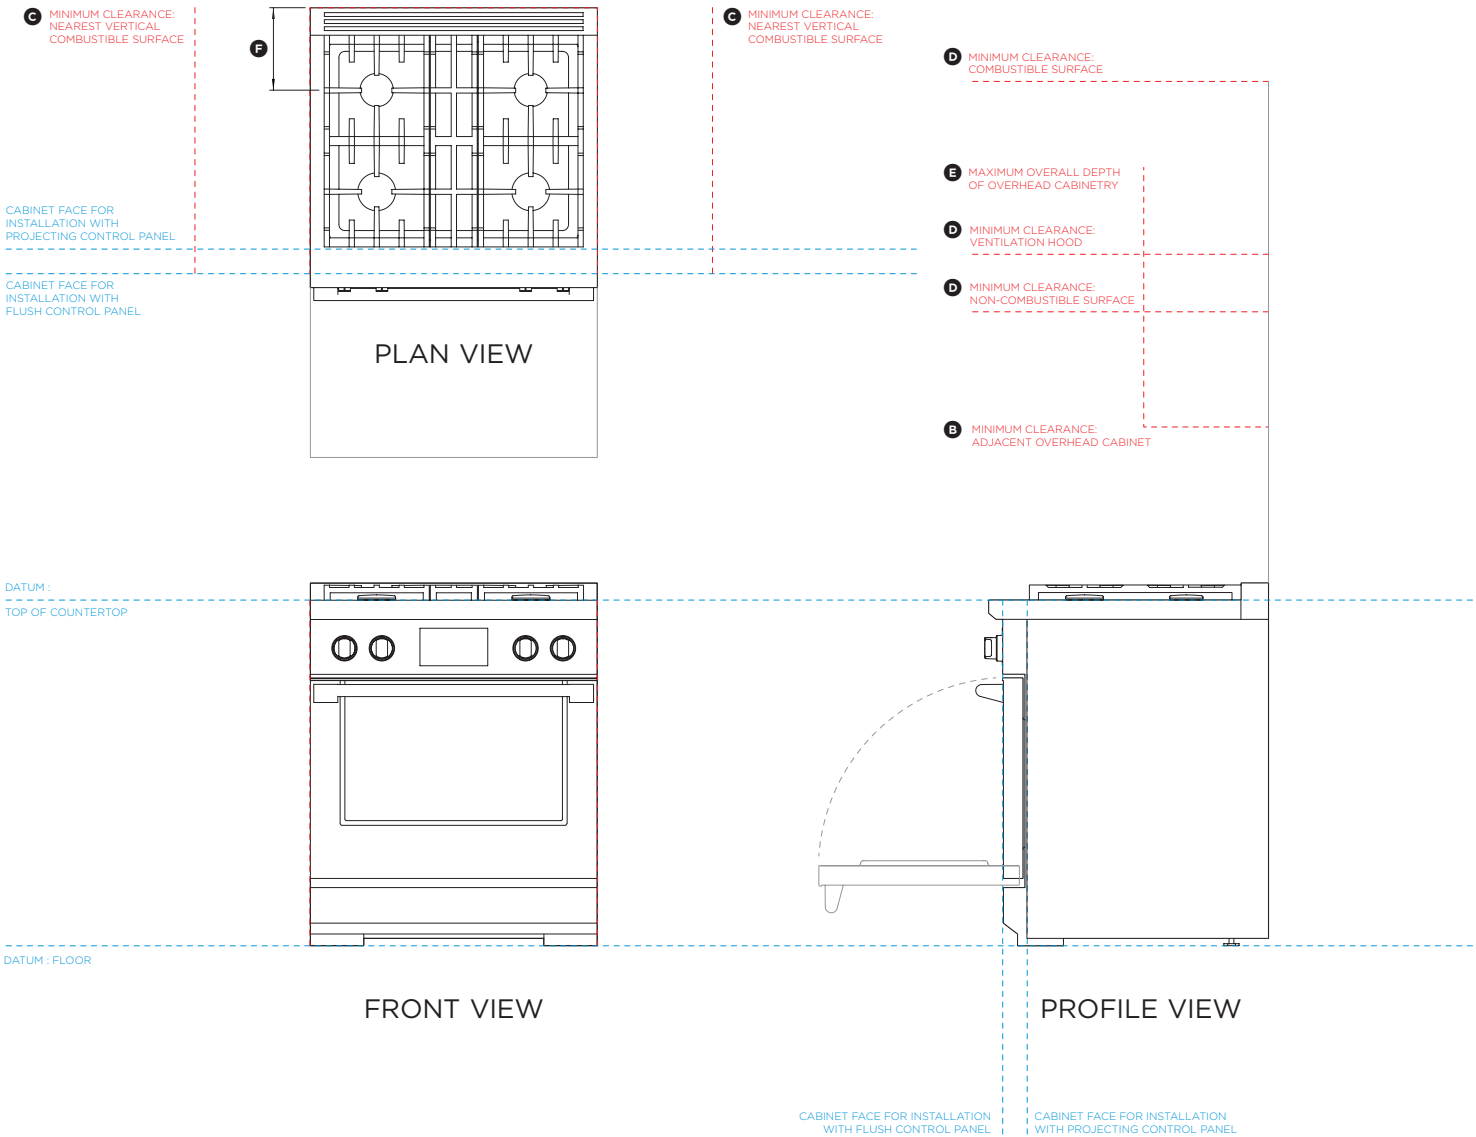 C MINIMUM CLEARANCE:
NEAREST VERTICAL
COMBUSTIBLE SURFACE
F
C MINIMUM CLEARANCE:
NEAREST VERTICAL
COMBUSTIBLE SURFACE
D MINIMUM CLEARANCE:
COMBUSTIBLE SURFACE
E MAXIMUM OVERALL DEPTH
OF OVERHEAD CABINETRY
CABINET FACE FOR
INSTALLATION WITH
PROJECTING CONTROL PANEL
D MINIMUM CLEARANCE:
VENTILATION HOOD
CABINET FACE FOR
INSTALLATION WITH
FLUSH CONTROL PANEL
D MINIMUM CLEARANCE:
NON-COMBUSTIBLE SURFACE
PLAN VIEW
B MINIMUM CLEARANCE:
ADJACENT OVERHEAD CABINET
DATUM :
TOP OF COUNTERTOP
DATUM : FLOOR
FRONT VIEW
PROFILE VIEW
CABINET FACE FOR INSTALLATION
WITH FLUSH CONTROL PANEL
CABINET FACE FOR INSTALLATION
WITH PROJECTING CONTROL PANEL